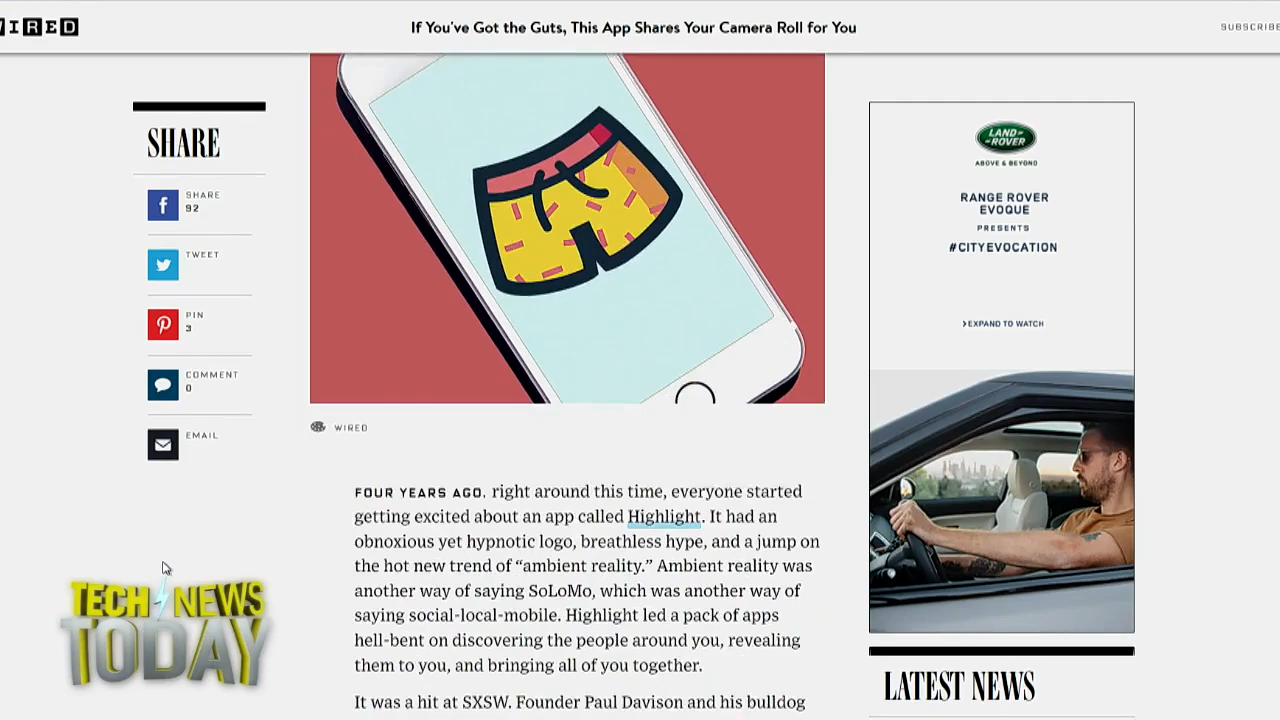 WIRED
If You've Got the Guts, This App Shares Your Camera Roll for You
SUBSCRIBE
SHARE
f
SHARE
92
TWEET
PIN
3
COMMENT
0
EMAIL
WIRED
FOUR YEARS AGO, right around this time, everyone started
getting excited about an app called Highlight. It had an
obnoxious yet hypnotic logo, breathless hype, and a jump on
the hot new trend of “ambient reality.” Ambient reality was
another way of saying SoLoMo, which was another way of
saying social-local-mobile. Highlight led a pack of apps
hell-bent on discovering the people around you, revealing
them to you, and bringing all of you together.
It was a hit at SXSW. Founder Paul Davison and his bulldog
LAND-
ROVER
ABOVE & BEYOND
RANGE ROVER
EVOQUE
PRESENTS
#CITYEVOCATION
>EXPAND TO WATCH
LATEST NEWS
TECH NEWS
TODAY